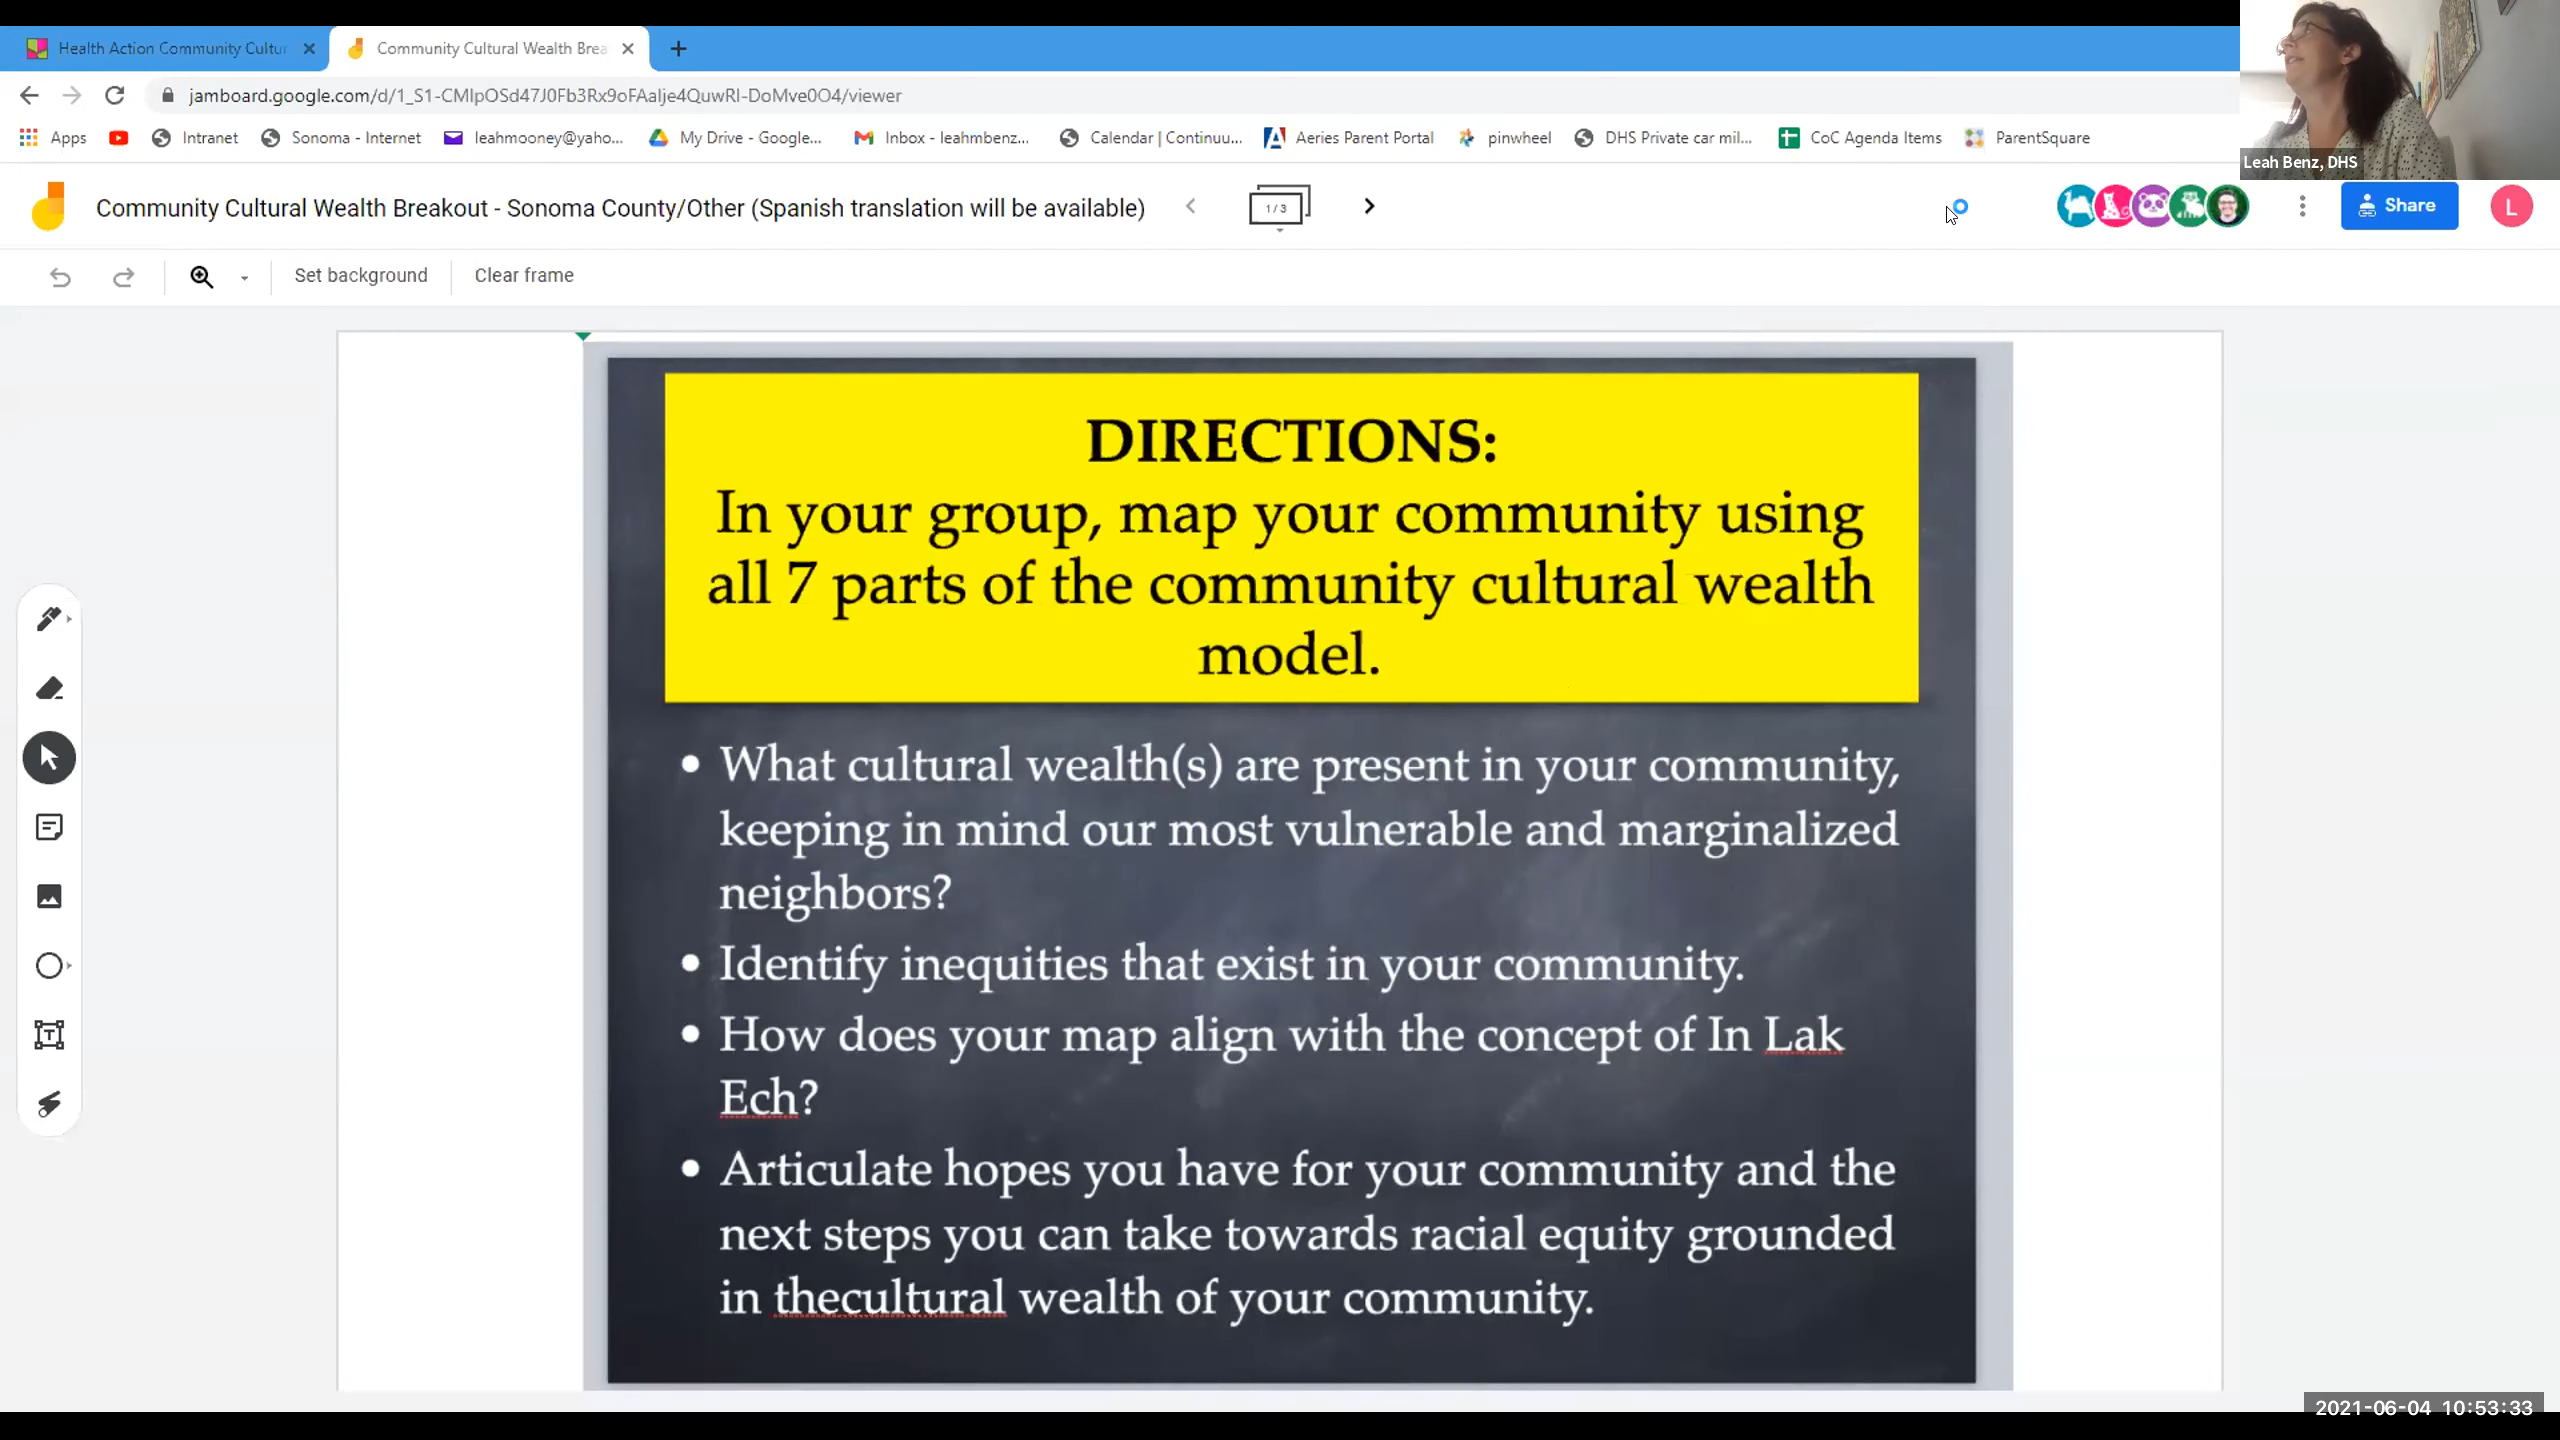 Health Action Community Cultur
Community Cultural Wealth Brea
jamboard.google.com/d/1_S1-CMlpOSd47J0Fb3Rx9oFAalje4QuwRI-DoMve0O4/viewer
Apps Intranet Sonoma - Internet leahmooney@yaho... My Drive - Google... Inbox - leahmbenz... Calendar | Continuu... Aeries Parent Portal pinwheel DHS Private car mil... CoC Agenda Items ParentSquare
Leah Benz, DHS
Community Cultural Wealth Breakout - Sonoma County/Other (Spanish translation will be available)
1/3
Share
L
Set background Clear frame
DIRECTIONS:
In your group, map your community using
all 7 parts of the community cultural wealth
model.
• What cultural wealth(s) are present in your community,
keeping in mind our most vulnerable and marginalized
neighbors?
• Identify inequities that exist in your community.
• How does your map align with the concept of In Lak
Ech?
• Articulate hopes you have for your community and the
next steps you can take towards racial equity grounded
in thecultural wealth of your community.
2021-06-04 10:53:33